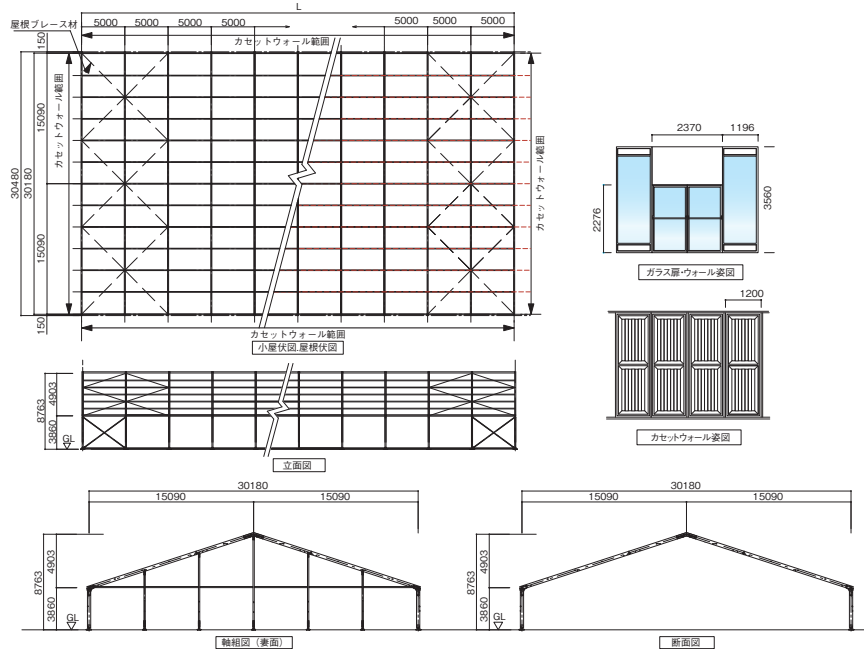 L
5000
5000
5000
5000
5000
5000
5000
屋根ブレース材
カセットウォール範囲
150
15090
15090
150
30480
30180
カセットウォール範囲
カセットウォール範囲
カセットウォール範囲
小屋伏図.屋根伏図
2370
1196
2276
3560
ガラス扉・ウォール姿図
1200
カセットウォール姿図
8763
4903
3860
GL
立面図
30180
15090
15090
8763
4903
3860
GL
軸組図(妻面)
30180
15090
15090
8763
4903
3860
GL
断面図